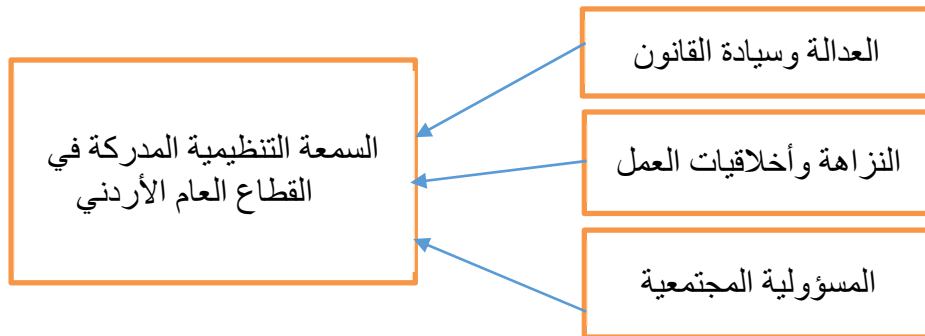 العدالة وسيادة القانون
النزاهة وأخلاقيات العمل
المسؤولية المجتمعية
السمعة التنظيمية المدركة في
القطاع العام الأردني